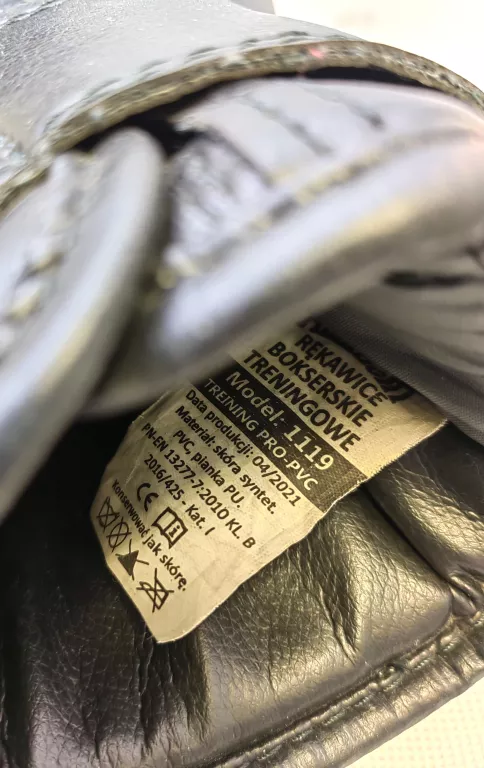 RĘKAWICE
BOKSERSKIE
TRENINGOWE
Model: 1119
TREINING PRO-PVC
Data produkcji: 04/2021
Materiał: skóra syntet.
PVC, pianka PU.
PN-EN 13277-7:2010 KL. B
2016/425 Kat. I
CE
Konserwować jak skórę.